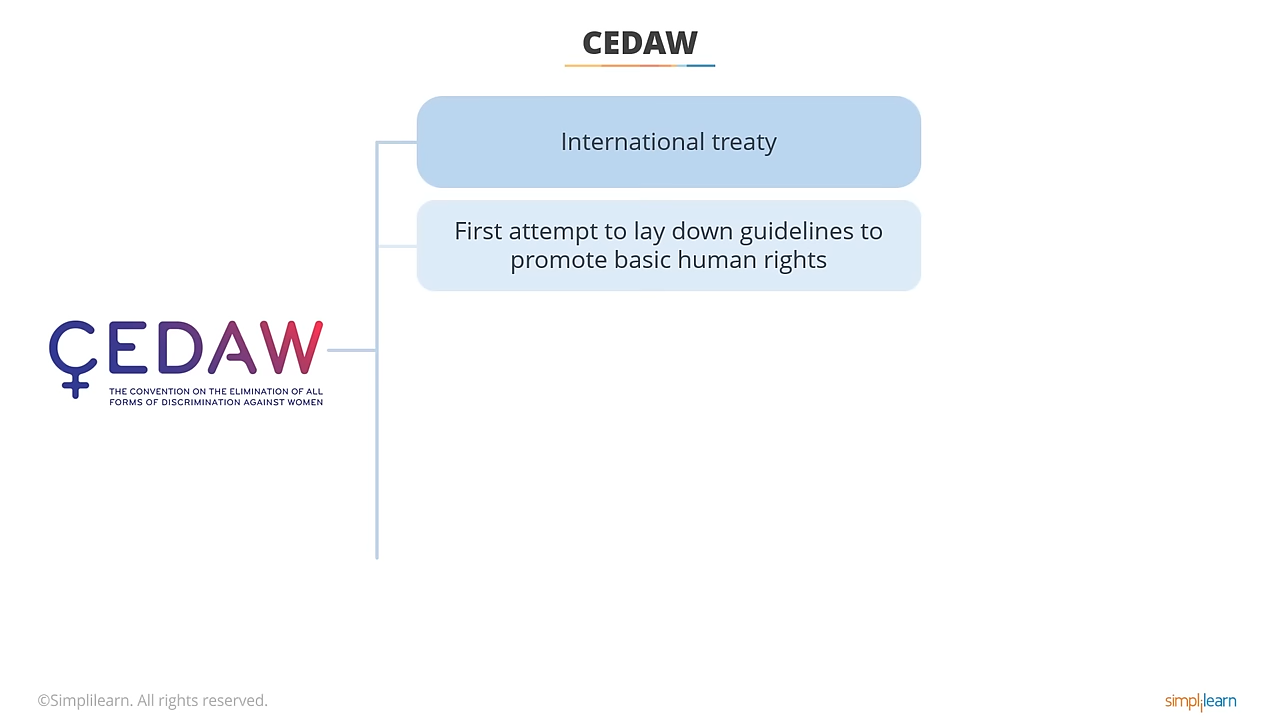 CEDAW
International treaty
First attempt to lay down guidelines to
promote basic human rights
CEDAW
THE CONVENTION ON THE ELIMINATION OF ALL
FORMS OF DISCRIMINATION AGAINST WOMEN
©Simplilearn. All rights reserved.
simplilearn